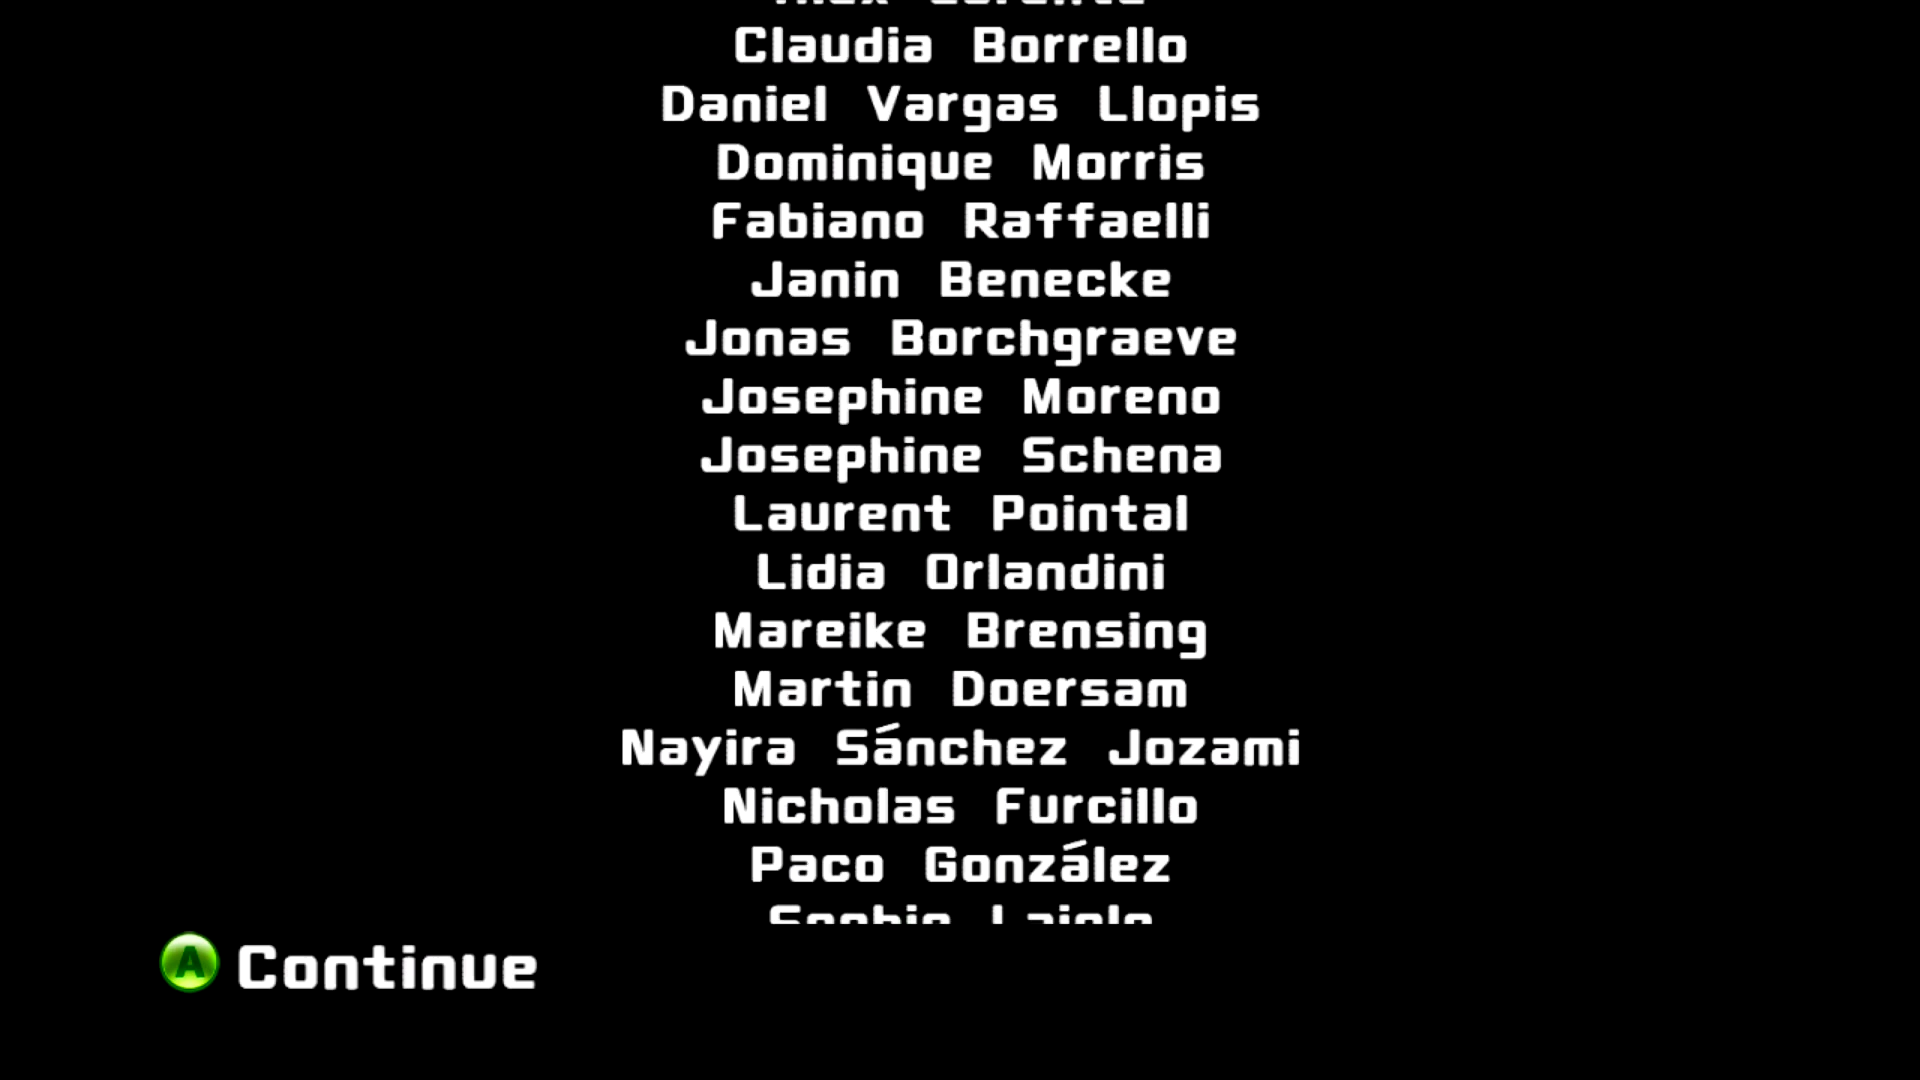 Claudia Borrello
Daniel Vargas Llopis
Dominique Morris
Fabiano Raffaelli
Janin Benecke
Jonas Borchgraeve
Josephine Moreno
Josephine Schena
Laurent Pointal
Lidia Orlandini
Mareike Brensing
Martin Doersam
Nayira Sánchez Jozami
Nicholas Furcillo
Paco González
A Continue